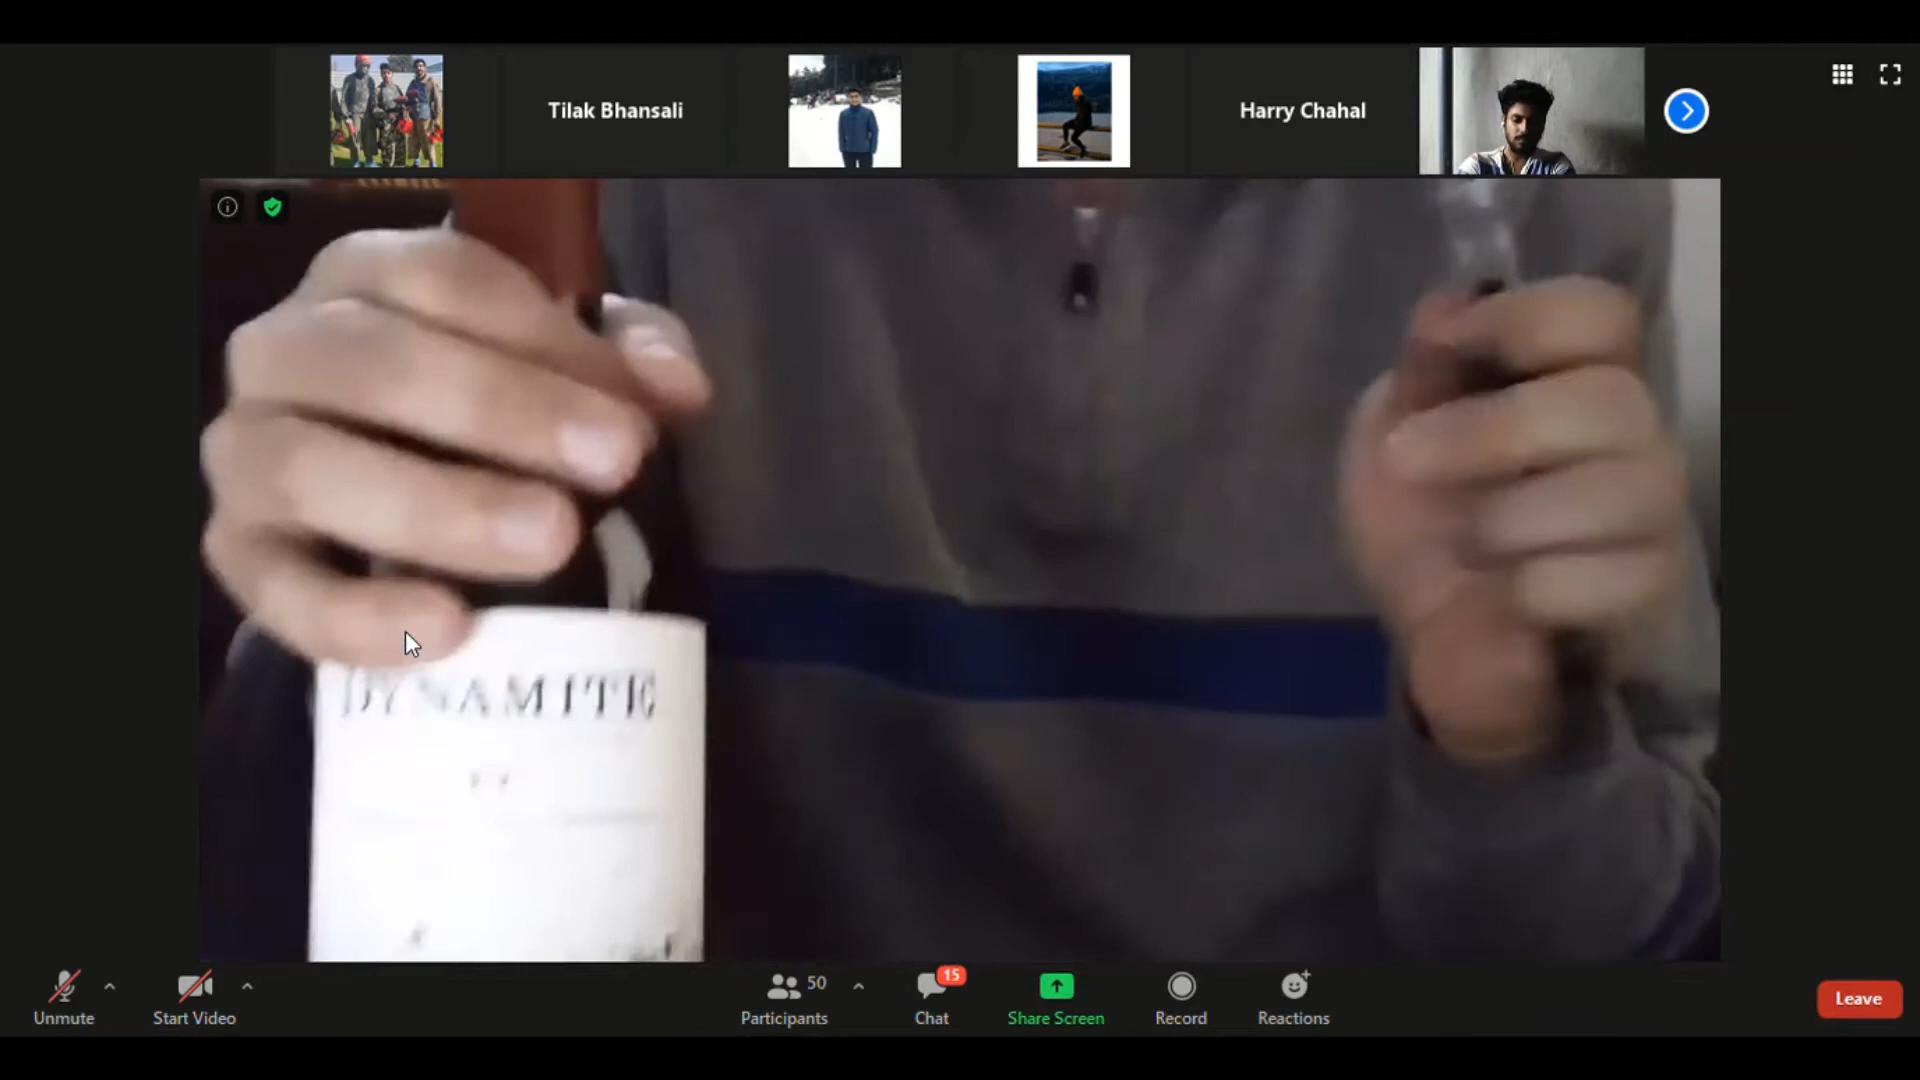 Tilak Bhansali
Harry Chahal
DYNAMITE
50
15
Unmute
Start Video
Participants
Chat
Share Screen
Record
Reactions
Leave